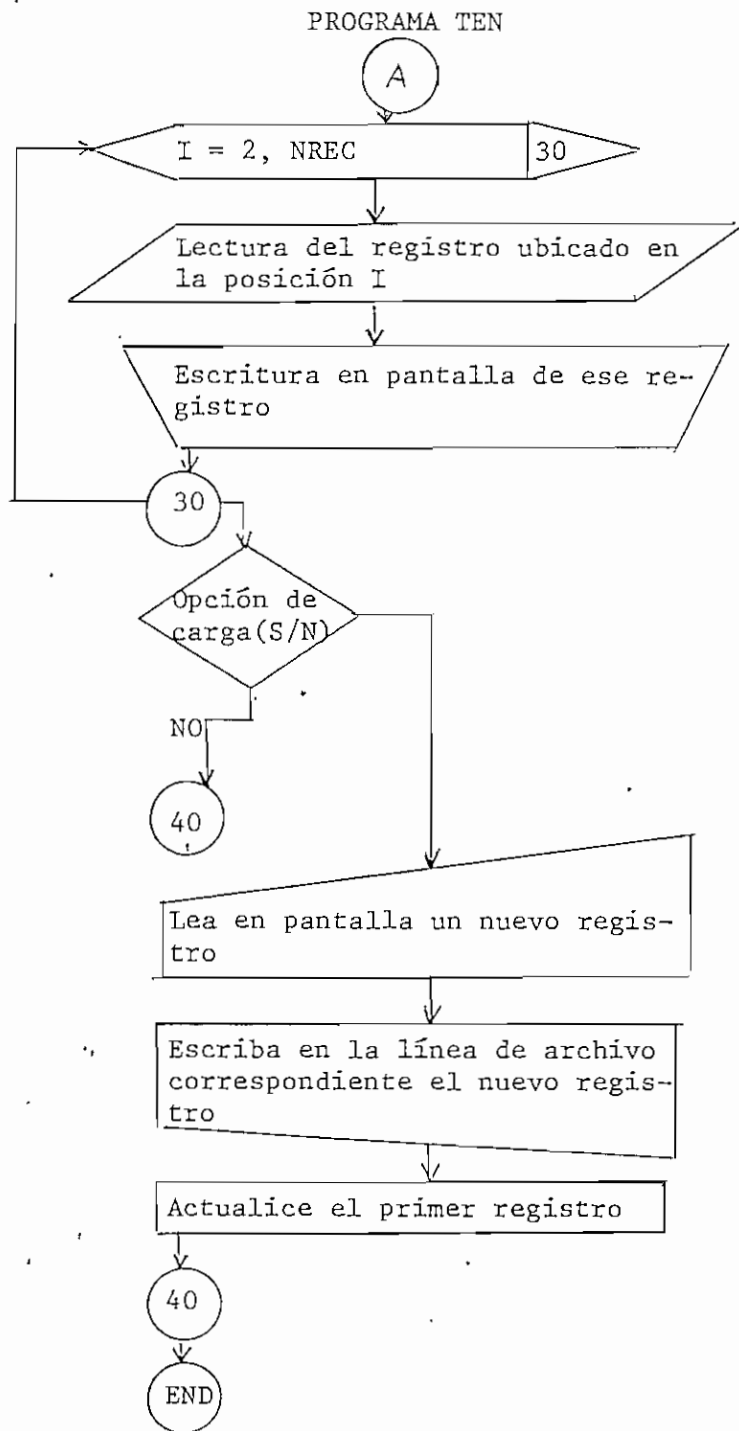 PROGRAMA TEN
A
I = 2, NREC 30
Lectura del registro ubicado en
la posición I
Escritura en pantalla de ese re-
gistro
30
Opción de
carga(S/N)
NO
40
Lea en pantalla un nuevo regis-
tro
Escriba en la línea de archivo
correspondiente el nuevo regis-
tro
Actualice el primer registro
40
END